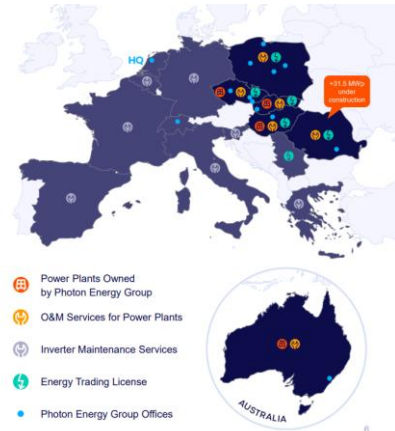 HQ
+31.5 MWp
under
construction
Power Plants Owned
by Photon Energy Group
O&M Services for Power Plants
Inverter Maintenance Services
Energy Trading License
Photon Energy Group Offices
AUSTRALIA